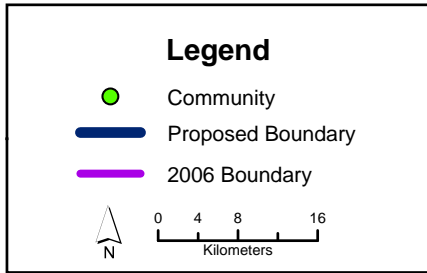 Legend
Community
Proposed Boundary
2006 Boundary
0 4 8 16
Kilometers
N